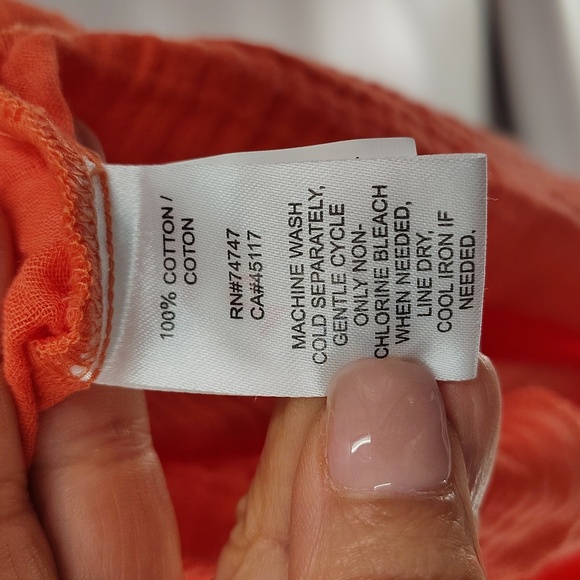 100% COTTON /
COTON
RN#74747
CA#45117
MACHINE WASH
COLD SEPARATELY,
GENTLE CYCLE
ONLY NON-
CHLORINE BLEACH
WHEN NEEDED,
LINE DRY,
COOL IRON IF
NEEDED.